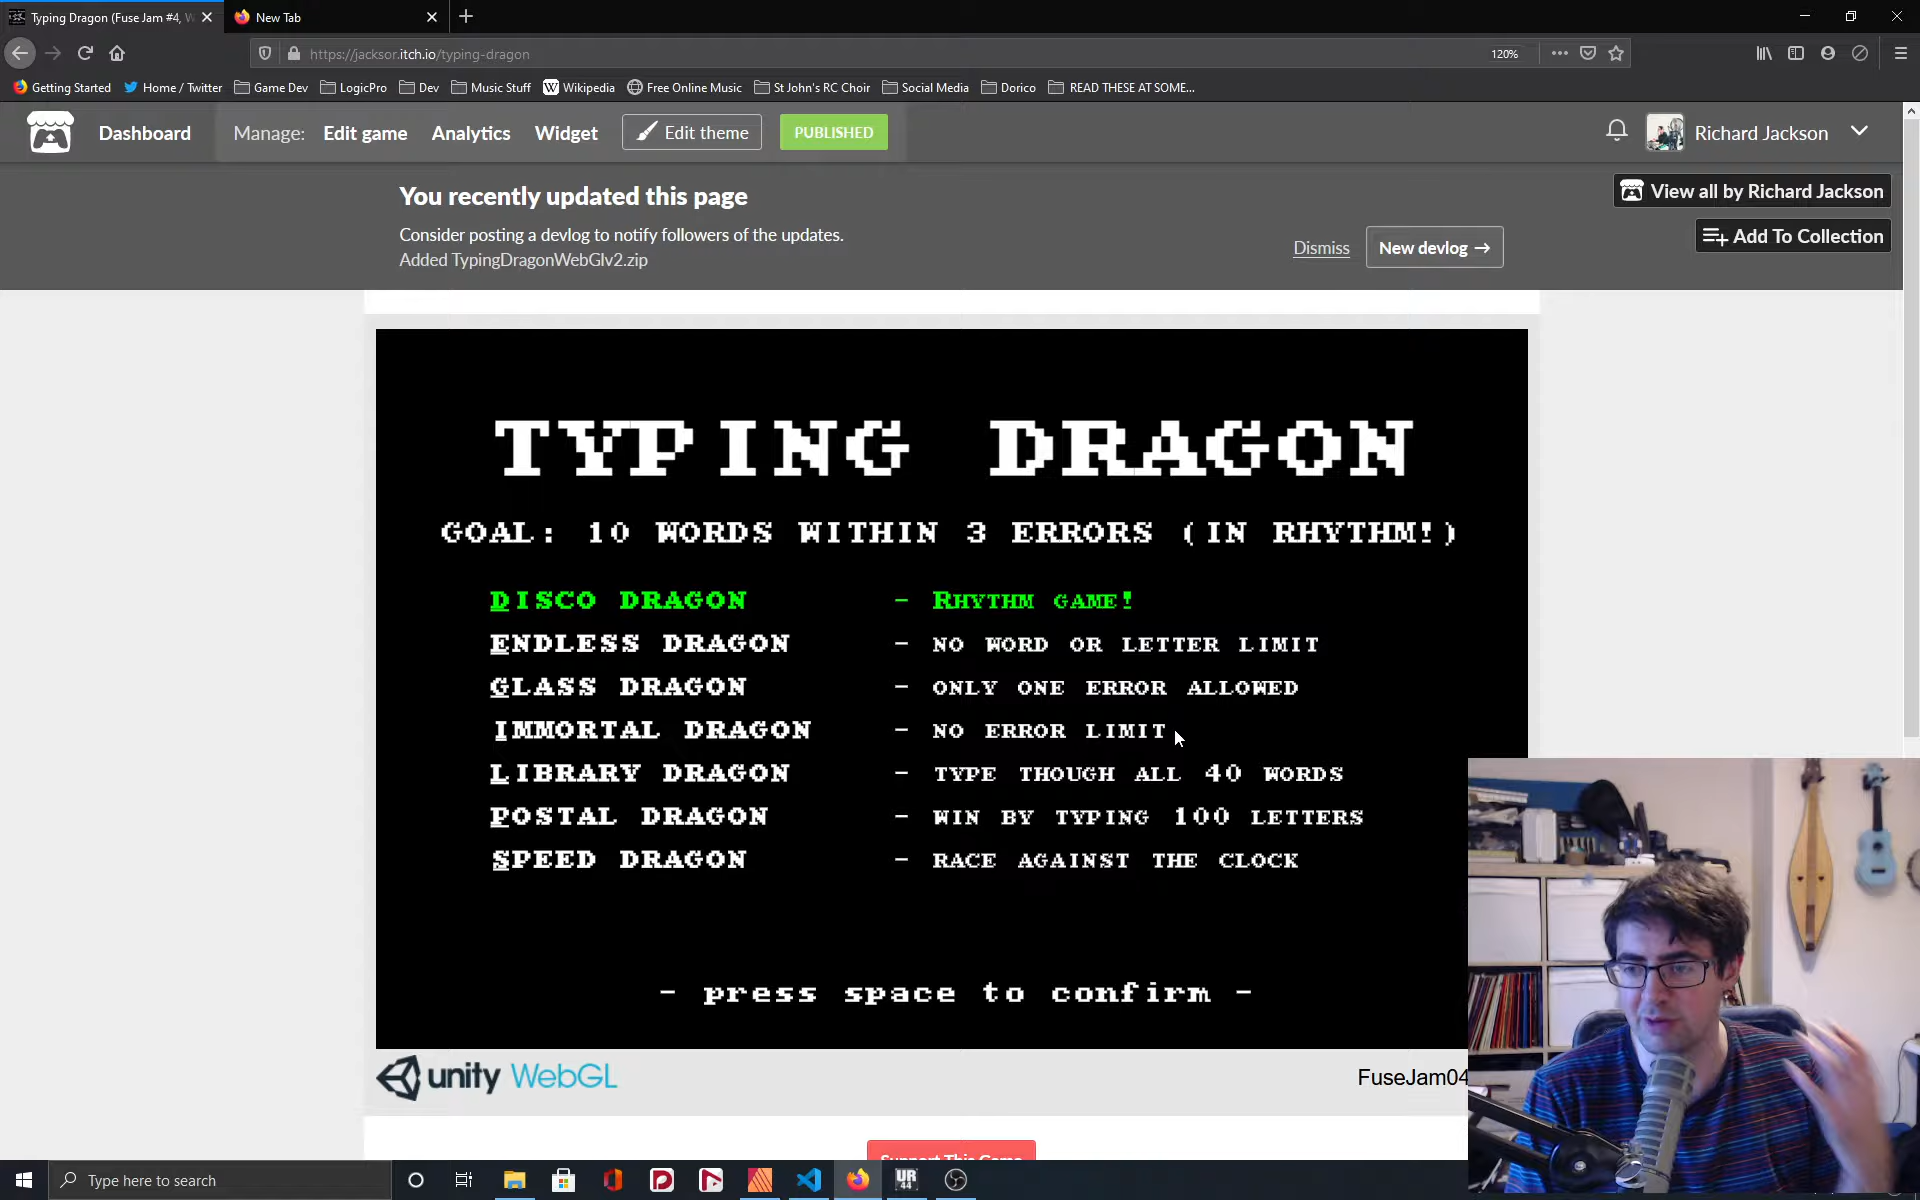 Typing Dragon (Fuse Jam #4, W
New Tab
https://jacksor.itch.io/typing-dragon
120%
Getting Started
Home / Twitter
Game Dev
LogicPro
Dev
Music Stuff
Wikipedia
Free Online Music
St John's RC Choir
Social Media
Dorico
READ THESE AT SOME...
Dashboard
Manage:
Edit game
Analytics
Widget
Edit theme
PUBLISHED
Richard Jackson
You recently updated this page
Consider posting a devlog to notify followers of the updates.
Added TypingDragonWebGlv2.zip
Dismiss
New devlog →
View all by Richard Jackson
Add To Collection
TYPING DRAGON
GOAL: 10 WORDS WITHIN 3 ERRORS (IN RHYTHM!)
DISCO DRAGON - RHYTHM GAME!
ENDLESS DRAGON - NO WORD OR LETTER LIMIT
GLASS DRAGON - ONLY ONE ERROR ALLOWED
IMMORTAL DRAGON - NO ERROR LIMIT
LIBRARY DRAGON - TYPE THOUGH ALL 40 WORDS
POSTAL DRAGON - WIN BY TYPING 100 LETTERS
SPEED DRAGON - RACE AGAINST THE CLOCK
- press space to confirm -
unity WebGL
FuseJam04
Support This Game
Type here to search
UR
44